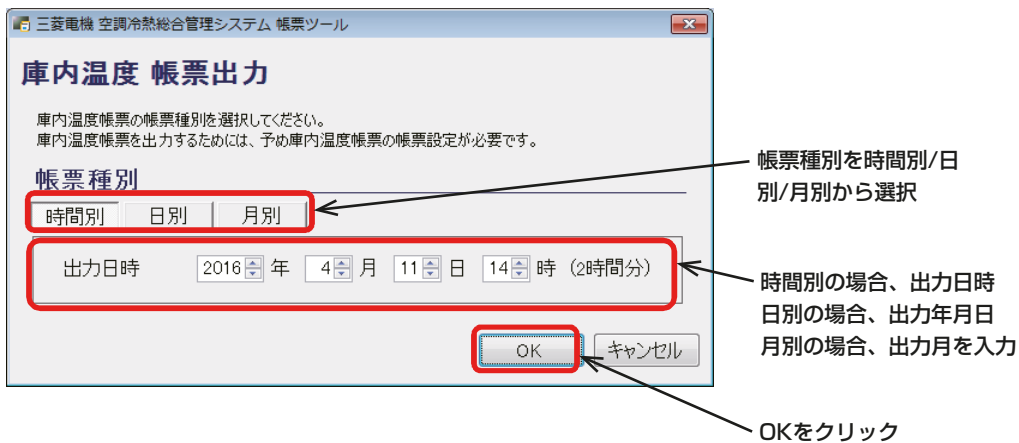 三菱電機 空調冷熱総合管理システム 帳票ツール
庫内温度 帳票出力
庫内温度帳票の帳票種別を選択してください。
庫内温度帳票を出力するためには、予め庫内温度帳票の帳票設定が必要です。
帳票種別
時間別 日別 月別
出力日時 2016 年 4 月 11 日 14 時 (2時間分)
OK キャンセル
帳票種別を時間別/日
別/月別から選択
時間別の場合、出力日時
日別の場合、出力年月日
月別の場合、出力月を入力
OKをクリック